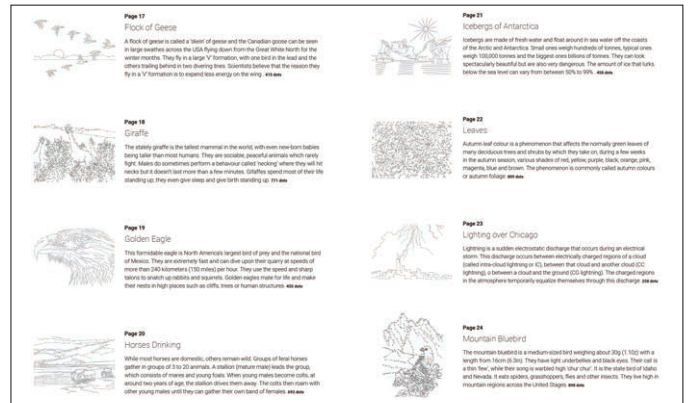 Page 17
Flock of Geese
A flock of geese is called a 'skein' of geese and the Canadian goose can be seen
in large swathes across the USA flying down from the Great White North for the
winter months. They fly in a large 'V' formation, with one bird in the lead and the
others trailing behind in two divering lines. Scientists believe that the reason they
fly in a 'V' formation is to expend less energy on the wing. 415 dots
Page 18
Giraffe
The stately giraffe is the tallest mammal in the world, with even new-born babies
being taller than most humans. They are sociable, peaceful animals which rarely
fight. Males do sometimes perform a behaviour called 'necking' where they will hit
necks but it doesn't last more than a few minutes. Giraffes spend most of their life
standing up; they even give sleep and give birth standing up. 771 dots
Page 19
Golden Eagle
This formidable eagle is North America's largest bird of prey and the national bird
of Mexico. They are extremely fast and can dive upon their quarry at speeds of
more than 240 kilometers (150 miles) per hour. They use the speed and sharp
talons to snatch up rabbits and squirrels. Golden eagles mate for life and make
their nests in high places such as cliffs, trees or human structures. 455 dots
Page 20
Horses Drinking
While most horses are domestic, others remain wild. Groups of feral horses
gather in groups of 3 to 20 animals. A stallion (mature male) leads the group,
which consists of mares and young foals. When young males become colts, at
around two years of age, the stallion drives them away. The colts then roam with
other young males until they can gather their own band of females. 692 dots
Page 21
Icebergs of Antarctica
Icebergs are made of fresh water and float around in sea water off the coasts
of the Arctic and Antarctica. Small ones weigh hundreds of tonnes, typical ones
weigh 100,000 tonnes and the biggest ones billions of tonnes. They can look
spectacularly beautiful but are also very dangerous. The amount of ice that lurks
below the sea level can vary from between 50% to 99%. 456 dots
Page 22
Leaves
Autumn leaf colour is a phenomenon that affects the normally green leaves of
many deciduous trees and shrubs by which they take on, during a few weeks
in the autumn season, various shades of red, yellow, purple, black, orange, pink,
magenta, blue and brown. The phenomenon is commonly called autumn colours
or autumn foliage. 809 dots
Page 23
Lighting over Chicago
Lightning is a sudden electrostatic discharge that occurs during an electrical
storm. This discharge occurs between electrically charged regions of a cloud
(called intra-cloud lightning or IC), between that cloud and another cloud (CC
lightning), o between a cloud and the ground (CG lightning). The charged regions
in the atmosphere temporarily equalize themselves through this discharge. 558 dots
Page 24
Mountain Bluebird
The mountain bluebird is a medium-sized bird weighing about 30g (1.10z) with a
length from 16cm (6.3in). They have light underbellies and black eyes. Their call is
a thin 'few', while their song is warbled high 'chur chur'. It is the state bird of Idaho
and Nevada. It eats spiders, grasshoppers, flies and other insects. They live high in
mountain regions across the United Stages. 895 dots